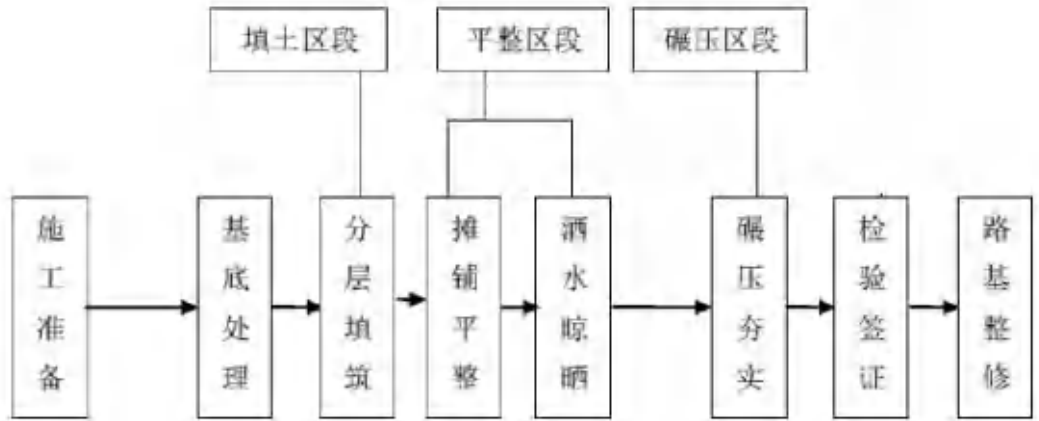 填土区段
平整区段
碾压区段
施工准备
基底处理
分层填筑
摊铺平整
洒水晾晒
碾压夯实
检验签证
路基整修